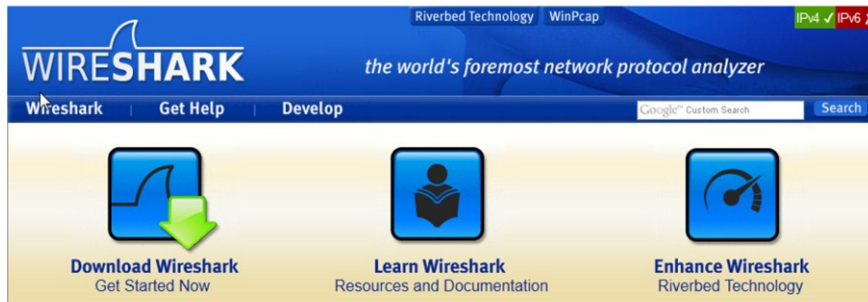 Riverbed Technology WinPcap
IPv4 ✓ IPv6
WIRESHARK
the world's foremost network protocol analyzer
Wireshark Get Help Develop
Google™ Custom Search Search
Download Wireshark
Get Started Now
Learn Wireshark
Resources and Documentation
Enhance Wireshark
Riverbed Technology